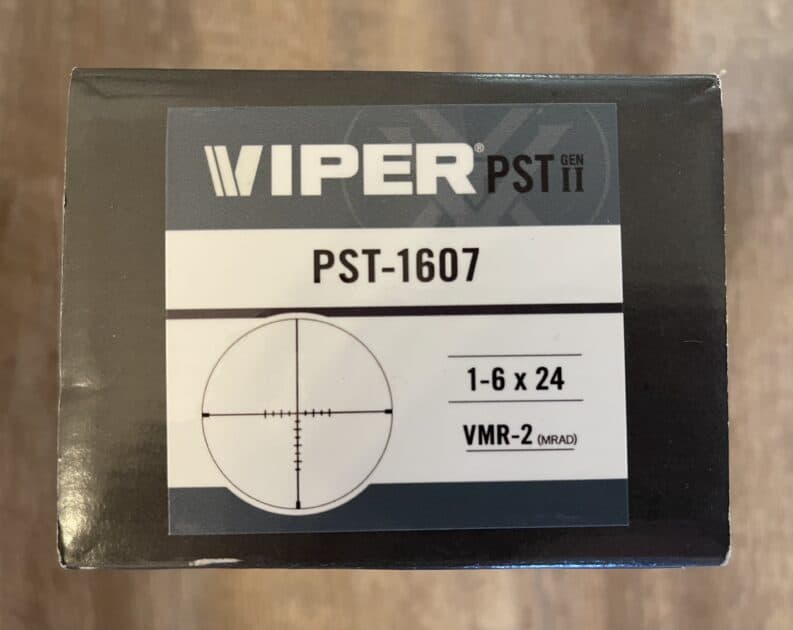 VIPER® PST GEN II
PST-1607
1-6 x 24
VMR-2 (MRAD)